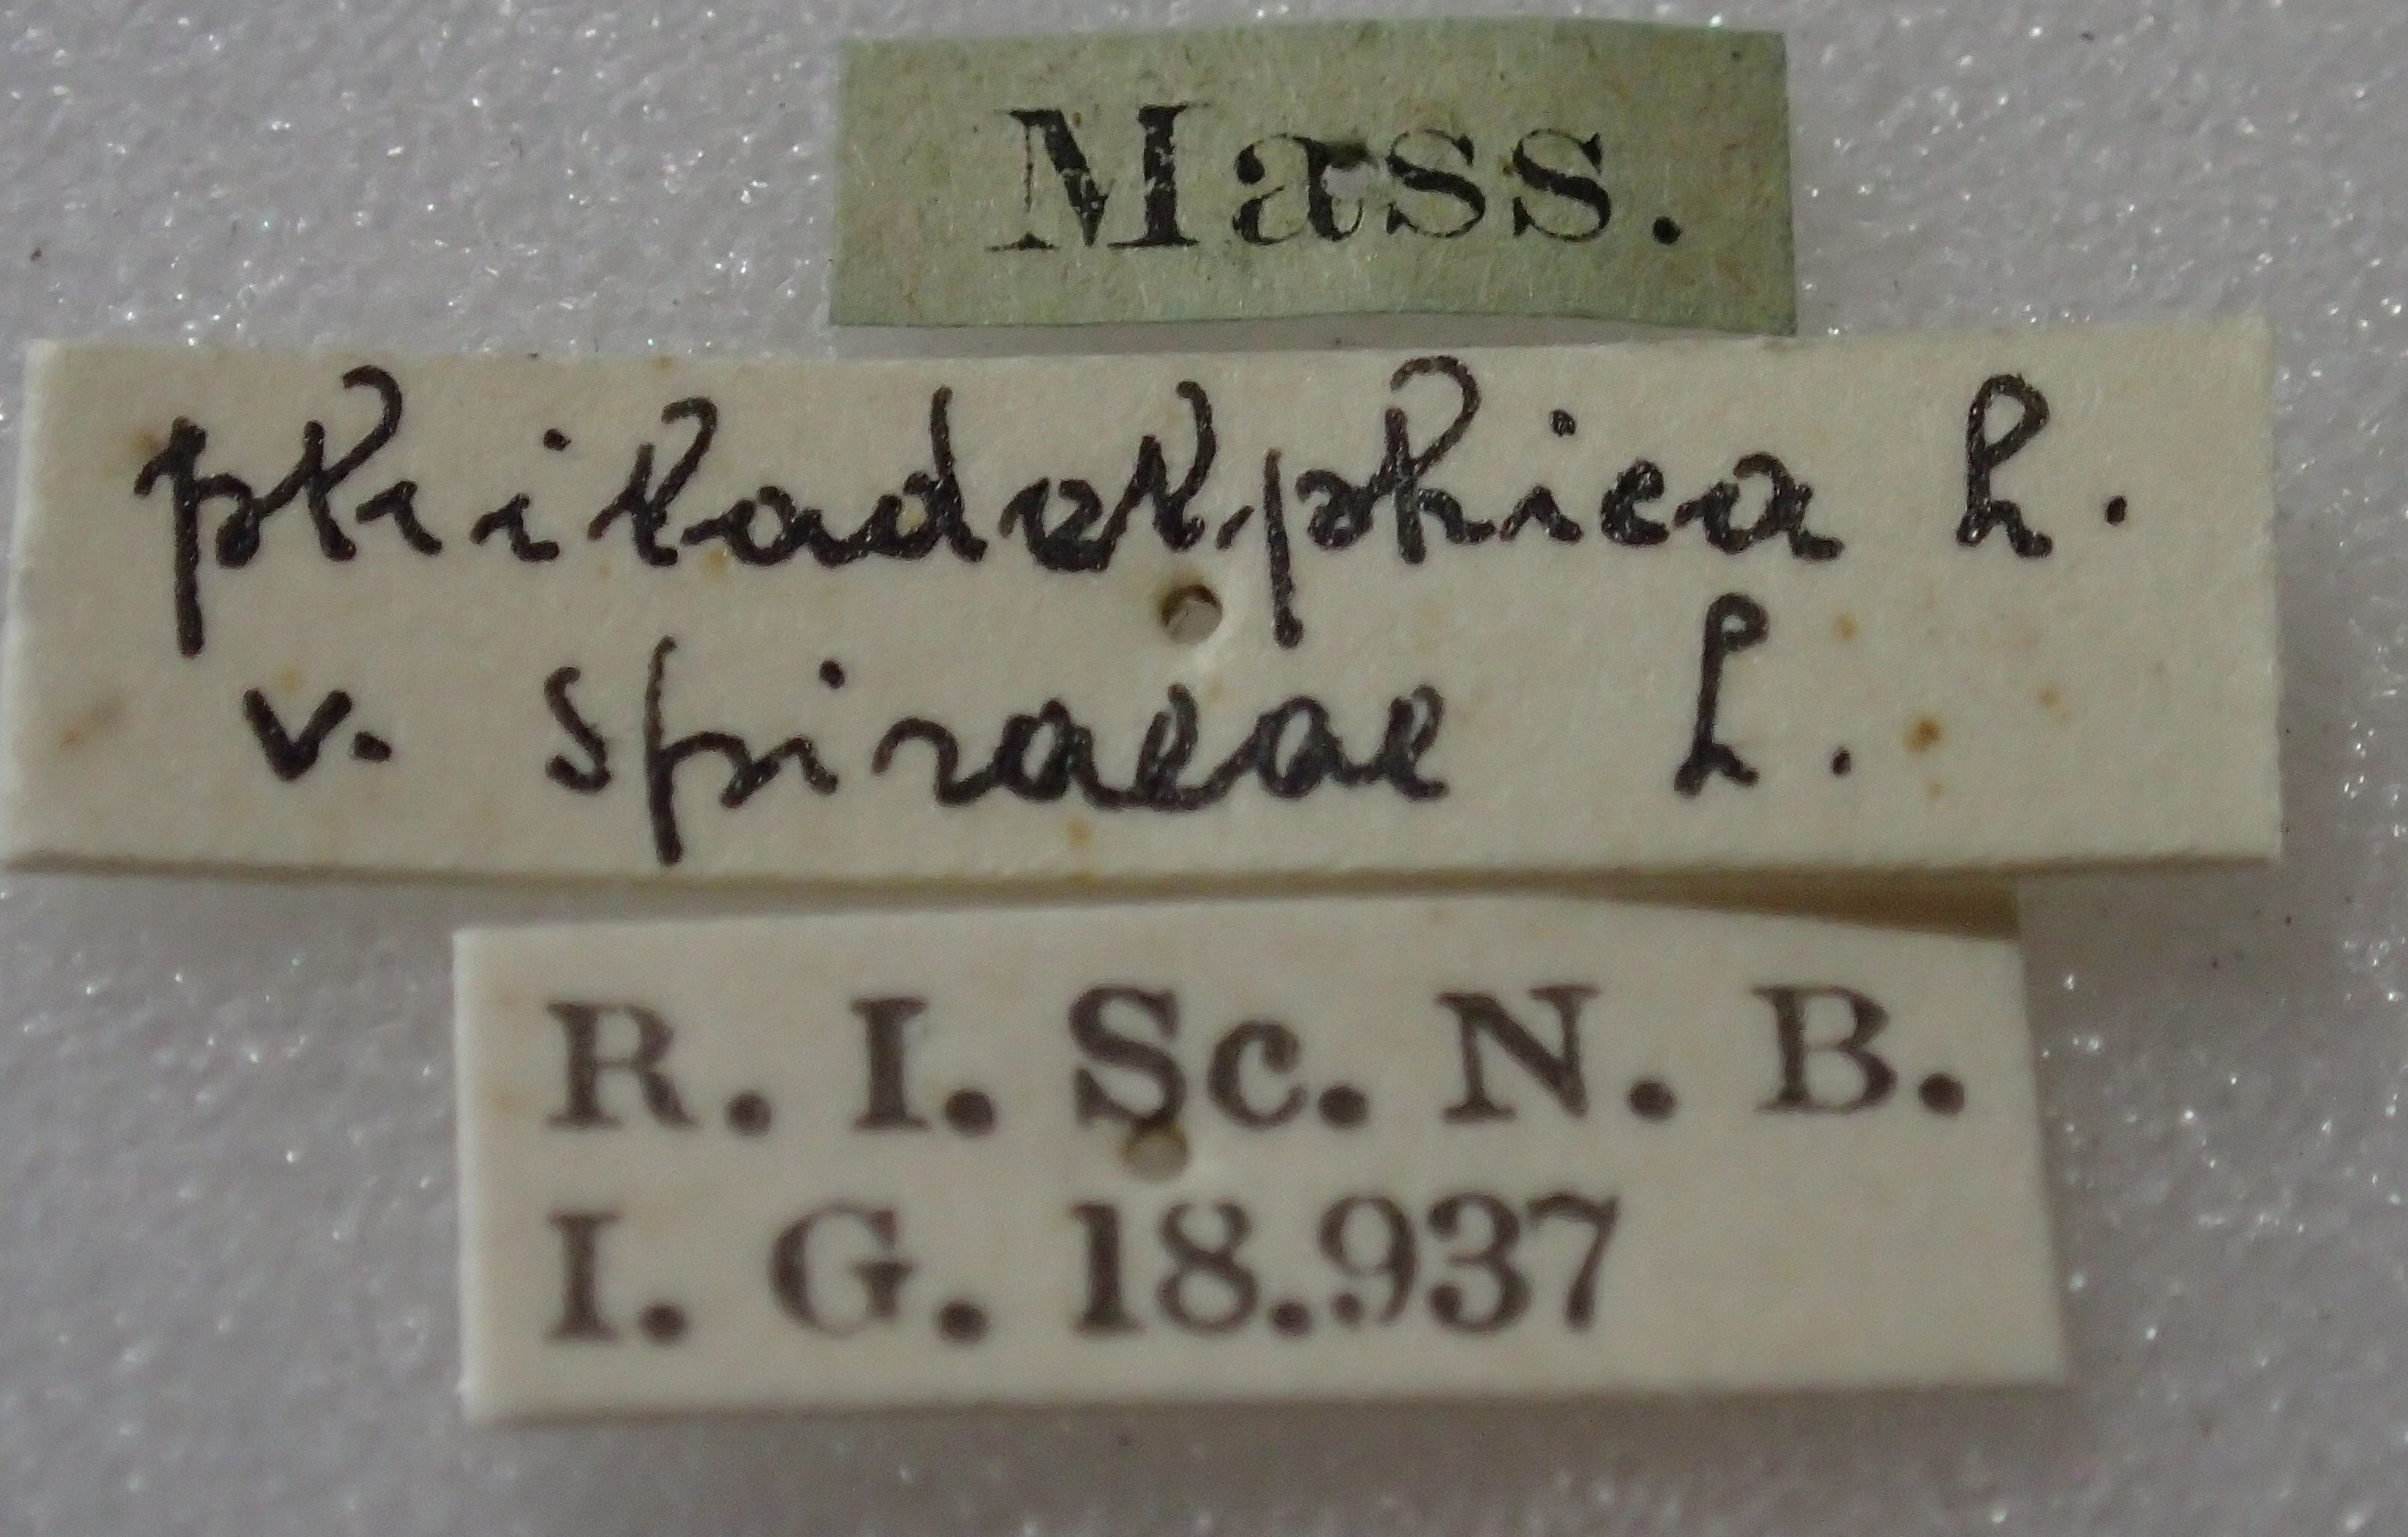 Mass.
philadelphica L.
v. spiraeae L.
R. I. Sc. N. B.
I. G. 18.937